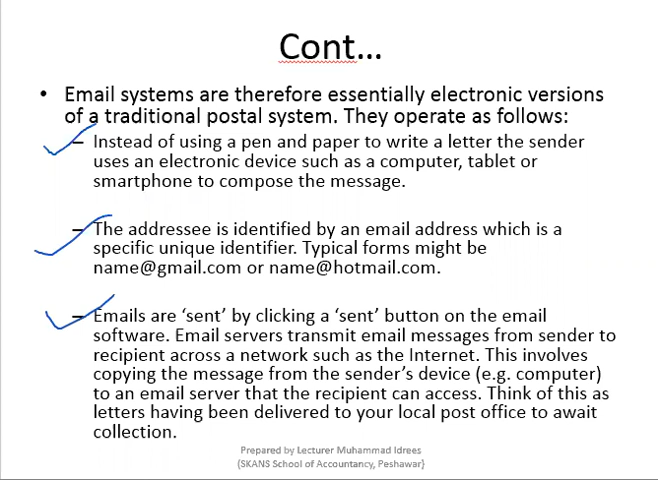 Cont...
• Email systems are therefore essentially electronic versions
of a traditional postal system. They operate as follows:
– Instead of using a pen and paper to write a letter the sender
uses an electronic device such as a computer, tablet or
smartphone to compose the message.
– The addressee is identified by an email address which is a
specific unique identifier. Typical forms might be
name@gmail.com or name@hotmail.com.
– Emails are ‘sent’ by clicking a ‘sent’ button on the email
software. Email servers transmit email messages from sender to
recipient across a network such as the Internet. This involves
copying the message from the sender’s device (e.g. computer)
to an email server that the recipient can access. Think of this as
letters having been delivered to your local post office to await
collection.
Prepared by Lecturer Muhammad Idrees
(SKANS School of Accountancy, Peshawar}